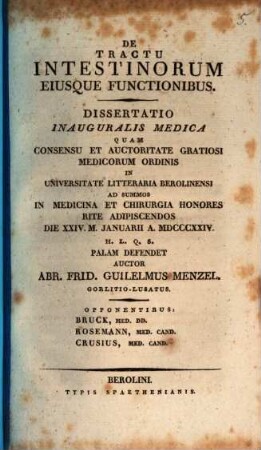 5.
DE
TRACTU
INTESTINORUM
EIUSQUE FUNCTIONIBUS.
DISSERTATIO
INAUGURALIS MEDICA
QUAM
CONSENSU ET AUCTORITATE GRATIOSI
MEDICORUM ORDINIS
IN
UNIVERSITATE LITTERARIA BEROLINENSI
AD SUMMOS
IN MEDICINA ET CHIRURGIA HONORES
RITE ADIPISCENDOS
DIE XXIV. M. JANUARII A. MDCCCXXIV.
H. L. Q. S.
PALAM DEFENDET
AUCTOR
ABR. FRID. GUILELMUS MENZEL.
GORLITIO-LUSATUS.
OPPONENTIBUS:
BRUCK, MED. DD.
ROSEMANN, MED. CAND.
CRUSIUS, MED. CAND.
BEROLINI.
TYPIS SPAETHENIANIS.